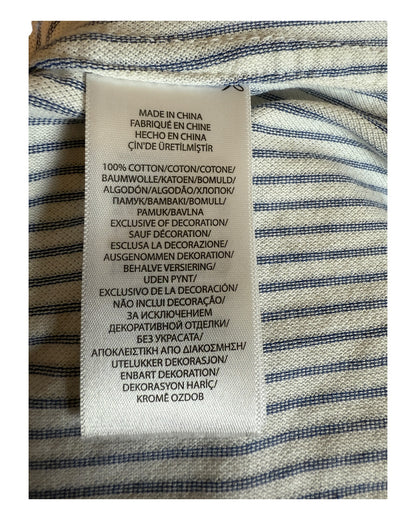 MADE IN CHINA
FABRIQUÉ EN CHINE
HECHO EN CHINA
ÇİN'DE ÜRETİLMİŞTİR
100% COTTON/COTON/COTONE/
BAUMWOLLE/KATOEN/BOMULD/
ALGODÓN/ALGODÃO/ХЛОПОК/
ПАМУК/BAMBAKI/BOMULL/
PAMUK/BAVLNA
EXCLUSIVE OF DECORATION/
SAUF DÉCORATION/
ESCLUSA LA DECORAZIONE/
AUSGENOMMEN DEKORATION/
BEHALVE VERSIERING/
UDEN PYNT/
EXCLUSIVO DE LA DECORACIÓN/
NÃO INCLUI DECORAÇÃO/
ЗА ИСКЛЮЧЕНИЕМ
ДЕКОРАТИВНОЙ ОТДЕЛКИ/
БЕЗ УКРАСАТА/
ΑΠΟΚΛΕΙΣΤΙΚΗ ΑΠΟ ΔΙΑΚΟΣΜΗΣΗ/
UTELUKKER DEKORASJON/
ENBART DEKORATION/
DEKORASYON HARİÇ/
KROMĚ OZDOB